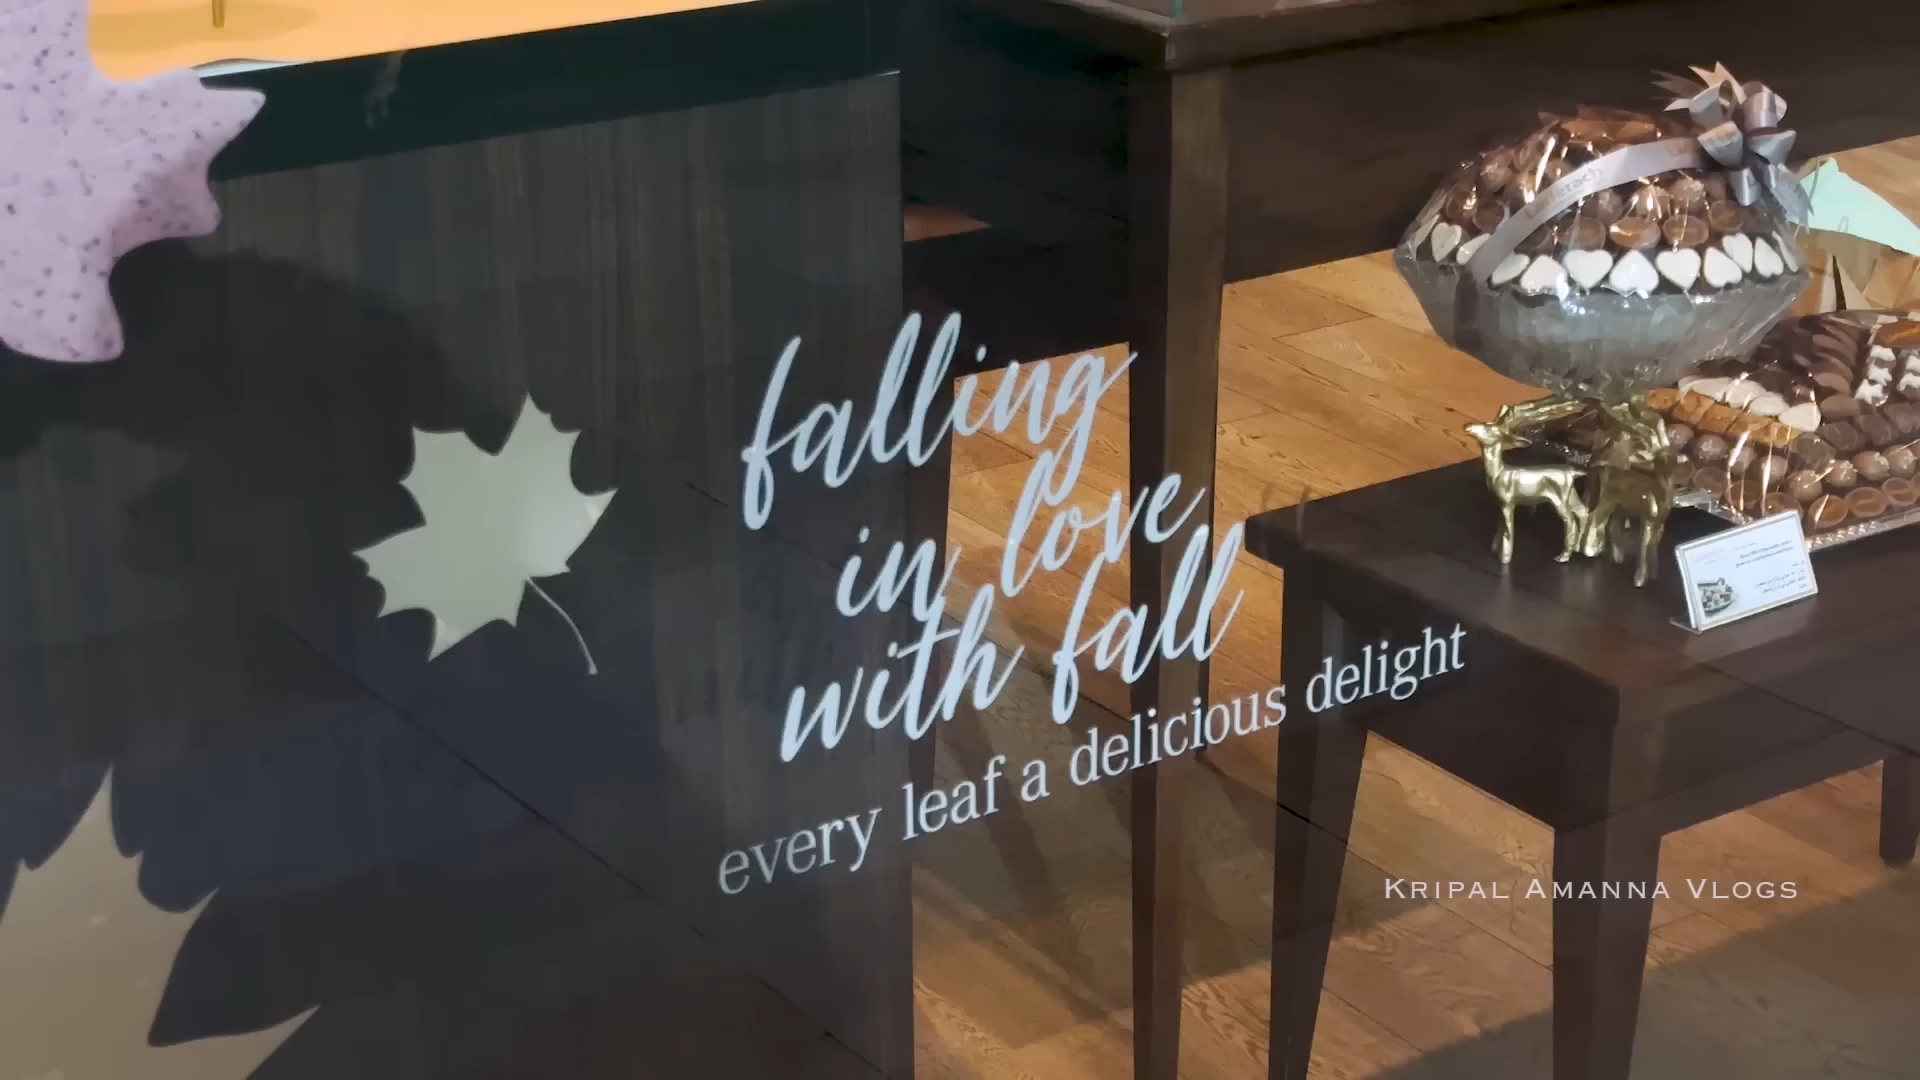 falling
in love
with fall
every leaf a delicious delight
KRIPAL AMANNA VLOGS